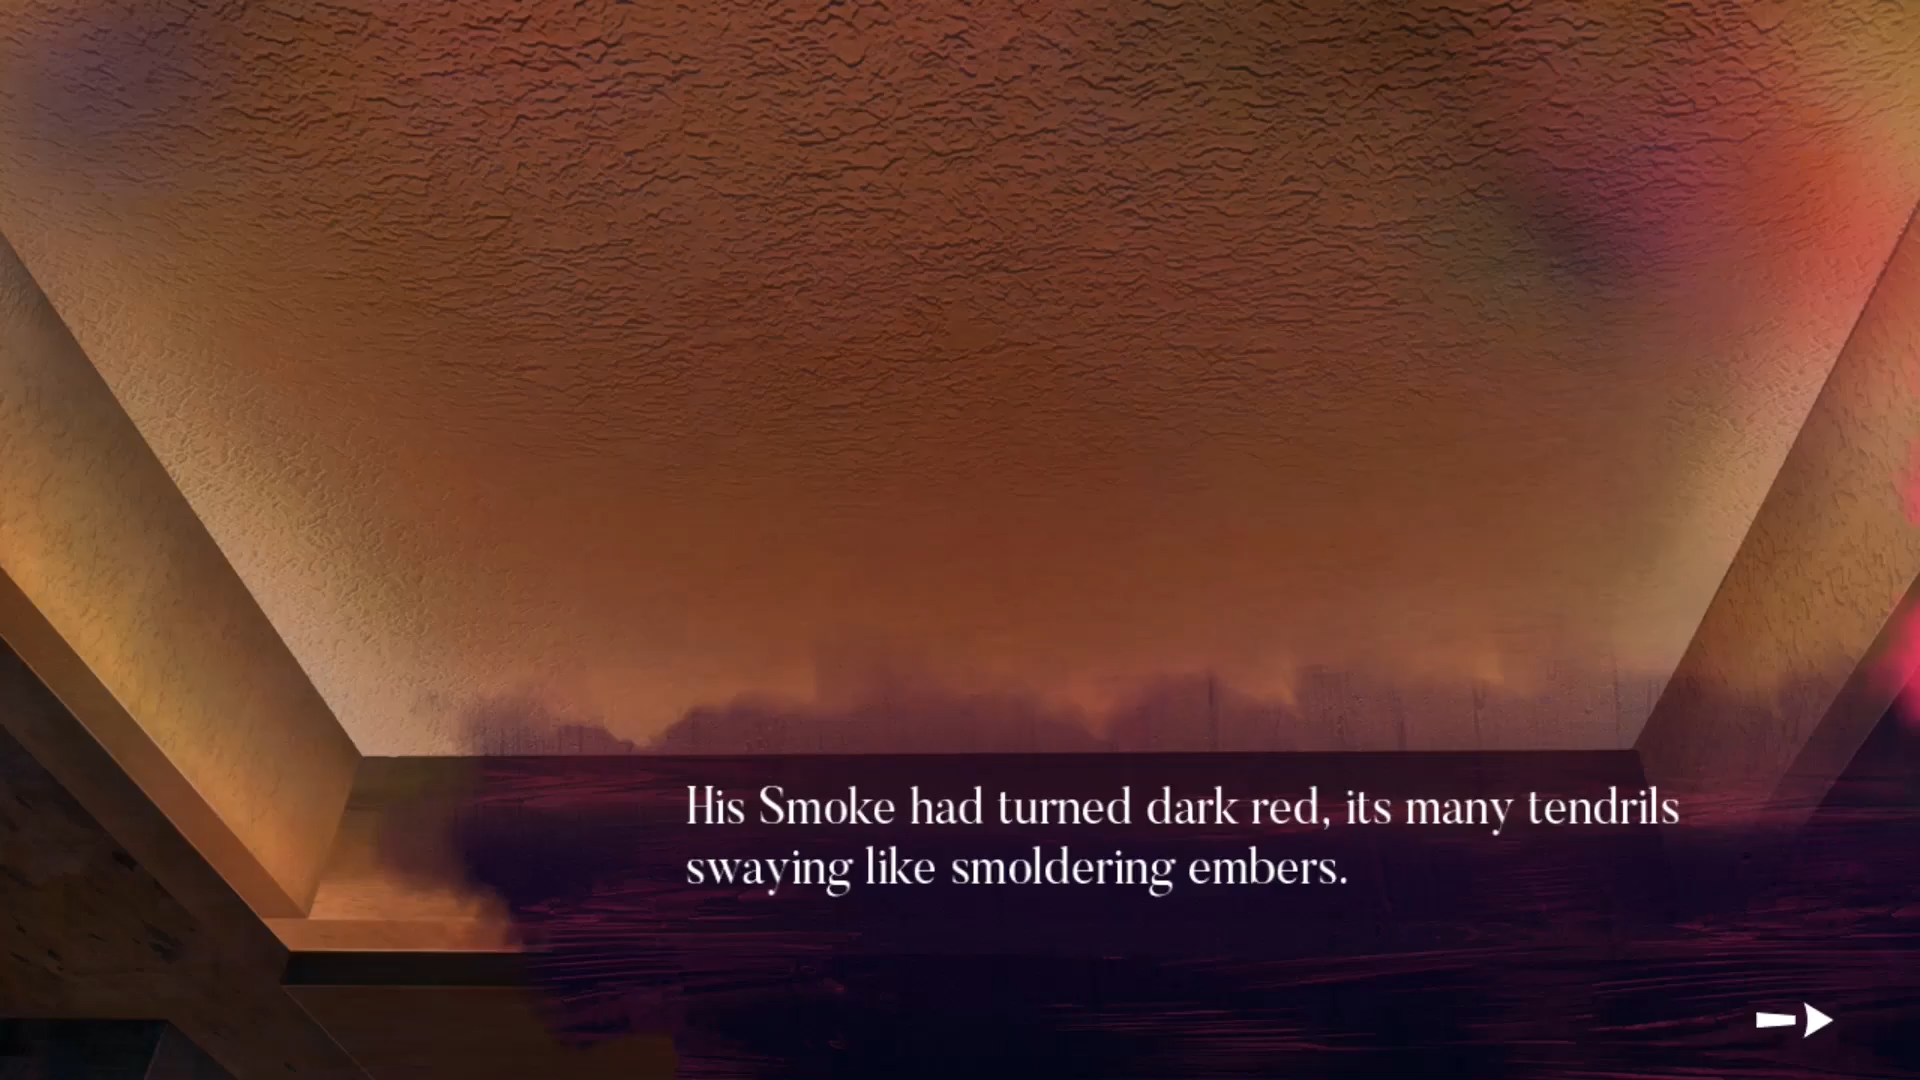 His Smoke had turned dark red, its many tendrils
swaying like smoldering embers.